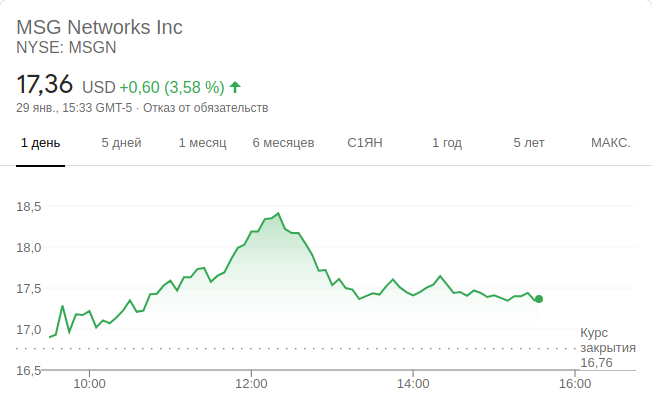 MSG Networks Inc
NYSE: MSGN
17,36 USD +0,60 (3,58 %)
29 янв., 15:33 GMT-5 · Отказ от обязательств
1 день 5 дней 1 месяц 6 месяцев С1ЯН 1 год 5 лет МАКС.
18,5
18,0
17,5
17,0
Курс
закрытия
16,76
16,5
10:00 12:00 14:00 16:00